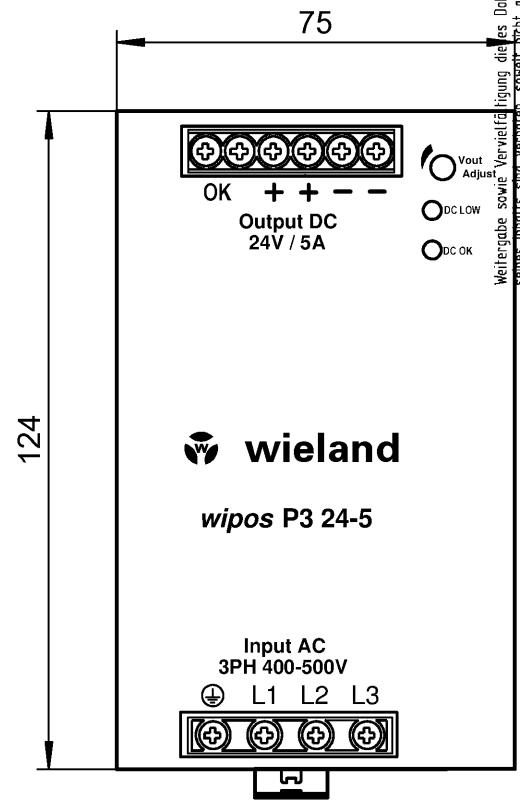 75
Weitergabe sowie Vervielfältigung dieses Do
Vout
Adjust
OK + + − −
DC LOW
Output DC
24V / 5A
DC OK
124
w wieland
wipos P3 24-5
Input AC
3PH 400-500V
L1 L2 L3